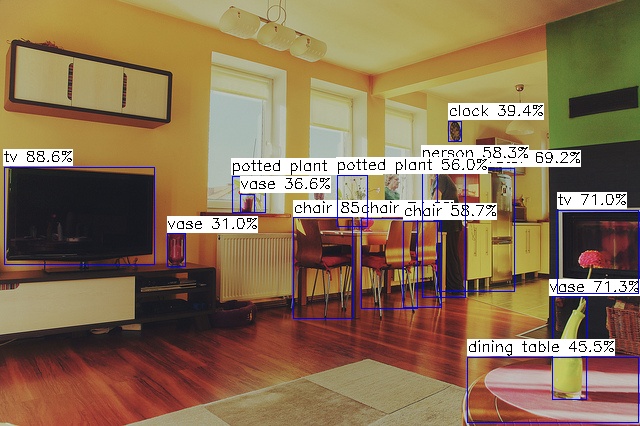 clock 39.4%
person 58.3%
69.2%
tv 88.6%
potted plant
potted plant 56.0%
vase 36.6%
tv 71.0%
chair 85
chair
chair 58.7%
vase 31.0%
vase 71.3%
dining table 45.5%